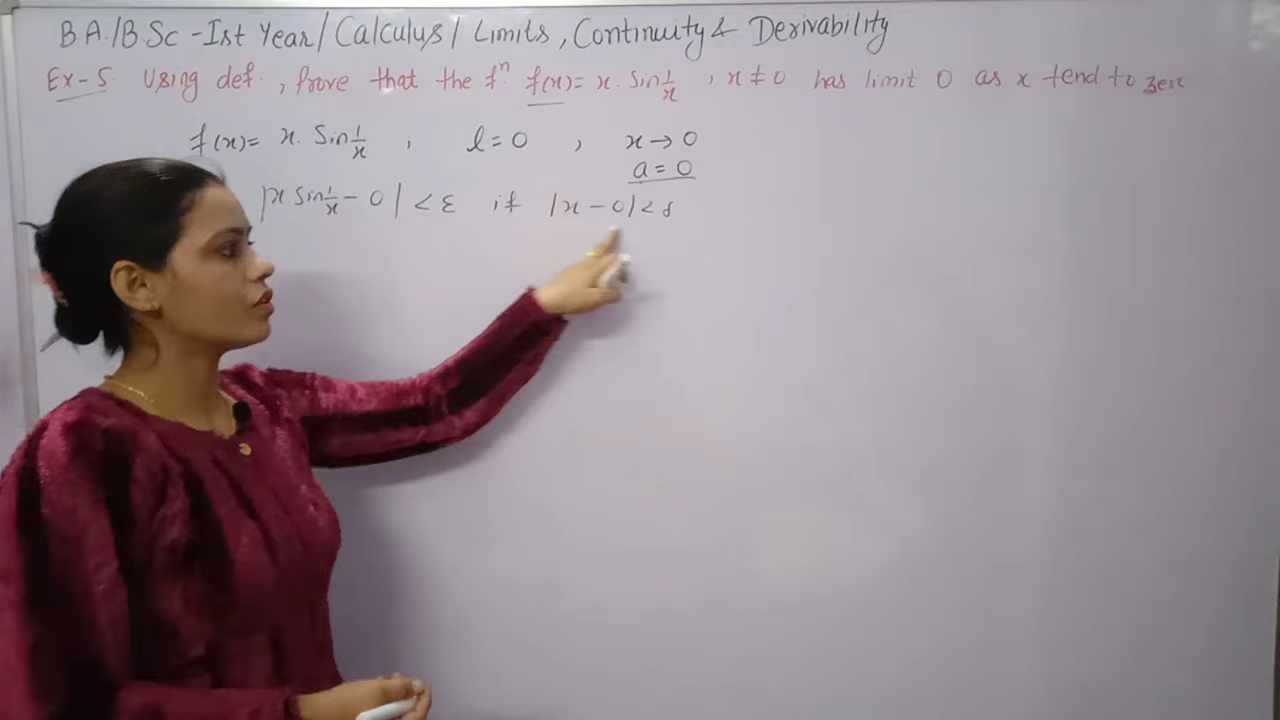 B.A./B.Sc - Ist Year / Calculus / Limits, Continuity & Derivability
Ex-5. Using def., Prove that the fⁿ f(x) = x. Sin 1/x, x ≠ 0 has limit 0 as x tend to zero
f(x) = x. Sin 1/x, l = 0, x → 0
a = 0
|x Sin 1/x - 0| < ε if |x - 0| < δ